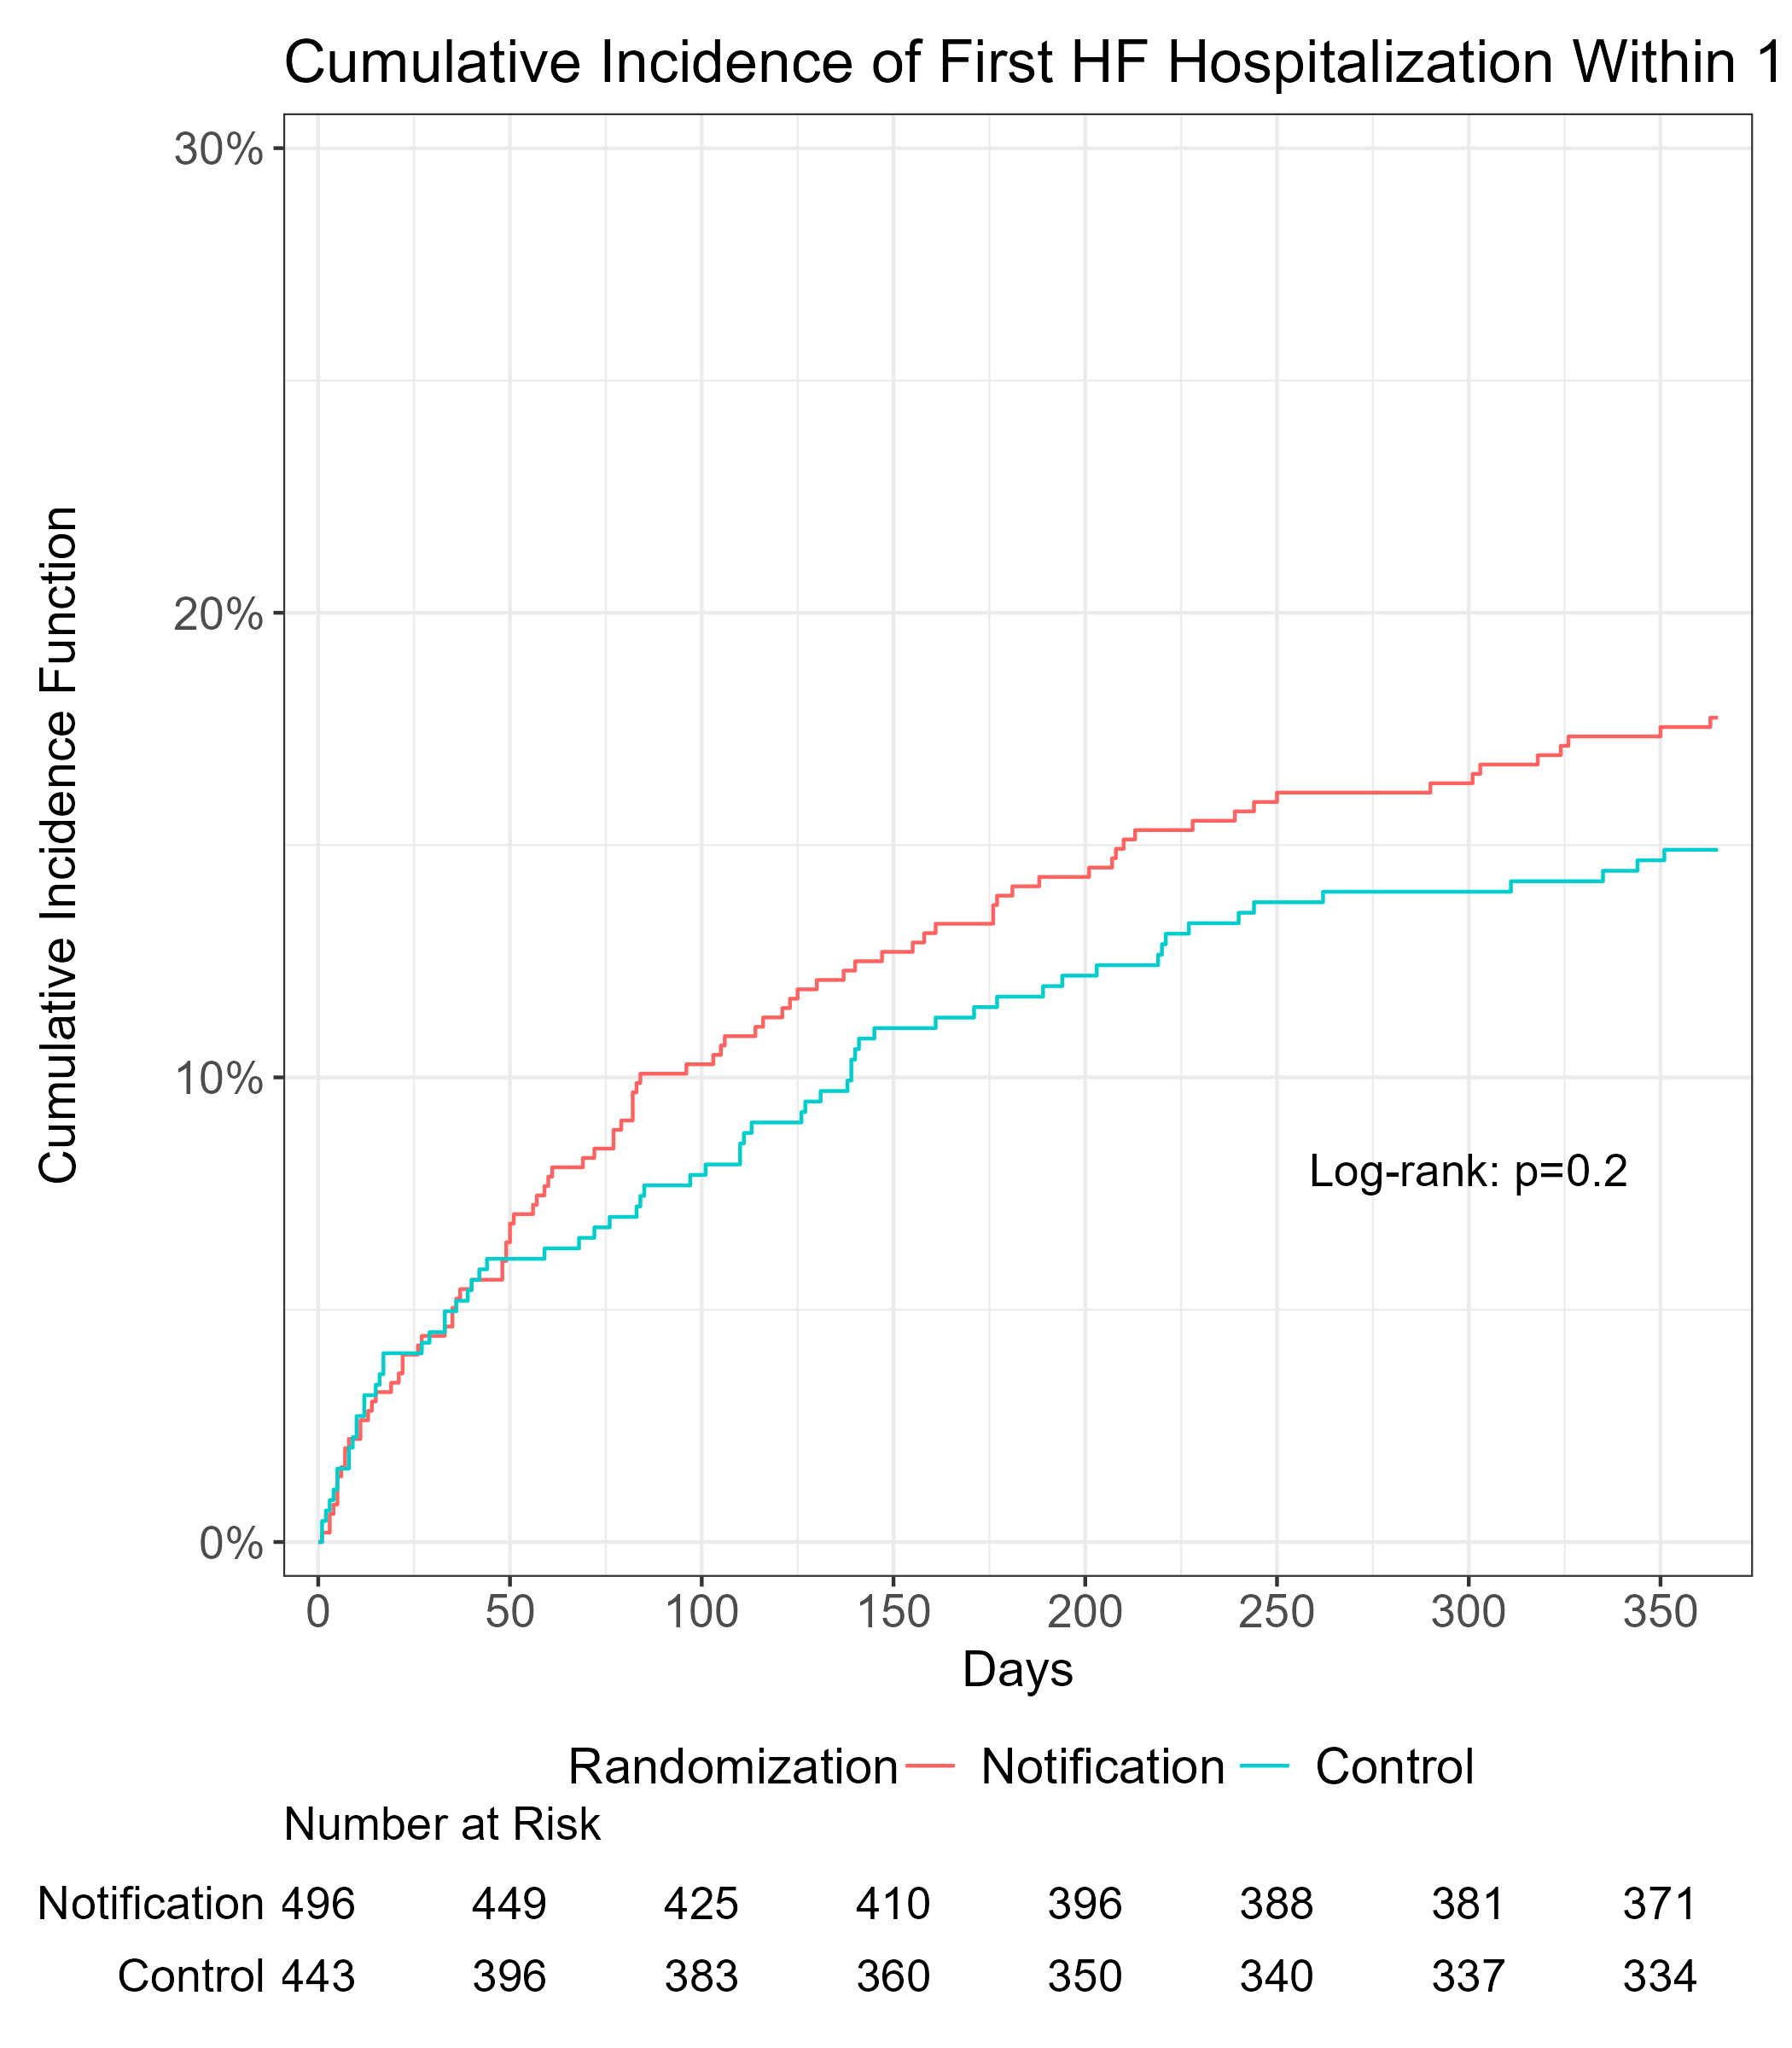 Cumulative Incidence of First HF Hospitalization Within 1
Cumulative Incidence Function
30%
20%
10%
0%
Log-rank: p=0.2
0 50 100 150 200 250 300 350
Days
Randomization Notification Control
Number at Risk
Notification 496 449 425 410 396 388 381 371
Control 443 396 383 360 350 340 337 334